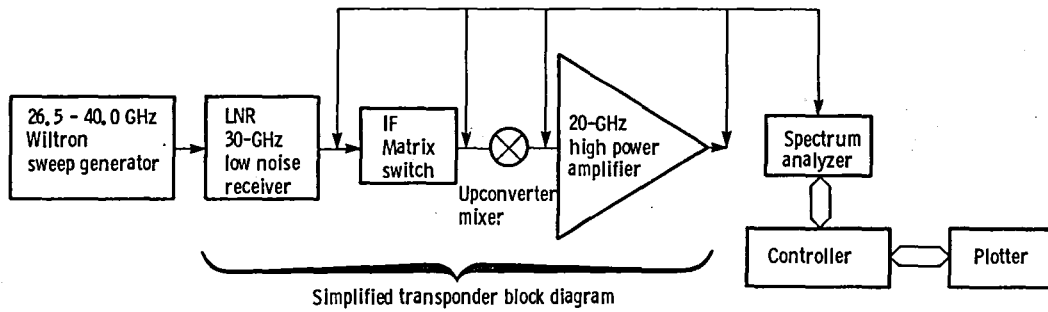 26.5 - 40.0 GHz
Wiltron
sweep generator
LNR
30-GHz
low noise
receiver
IF
Matrix
switch
Upconverter
mixer
20-GHz
high power
amplifier
Spectrum
analyzer
Controller
Plotter
Simplified transponder block diagram